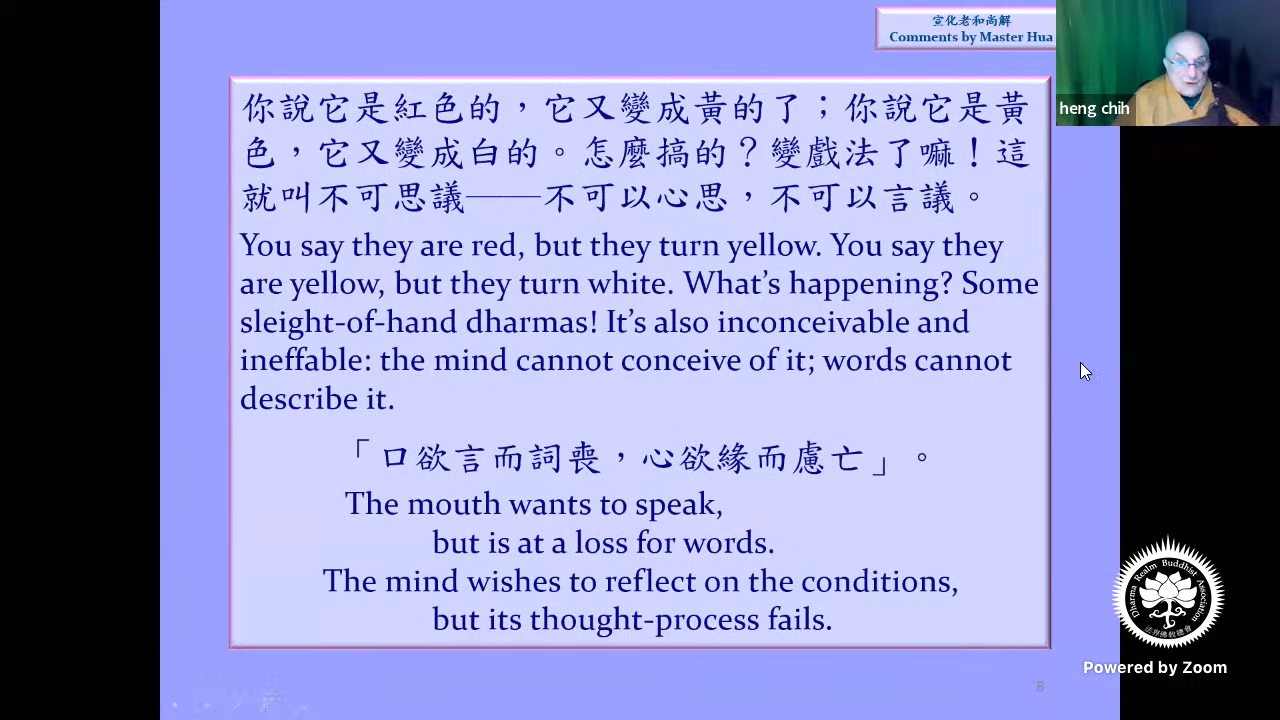 宣化老和尚解
Comments by Master Hua
heng chih
你說它是紅色的，它又變成黃的了；你說它是黃
色，它又變成白的。怎麼搞的？變戲法了嘛！這
就叫不可思議——不可以心思，不可以言議。
You say they are red, but they turn yellow. You say they
are yellow, but they turn white. What’s happening? Some
sleight-of-hand dharmas! It’s also inconceivable and
ineffable: the mind cannot conceive of it; words cannot
describe it.
「口欲言而詞喪，心欲緣而慮亡」。
The mouth wants to speak,
but is at a loss for words.
The mind wishes to reflect on the conditions,
but its thought-process fails.
Dharma Realm Buddhist Association
法界佛教總會
Powered by Zoom
8